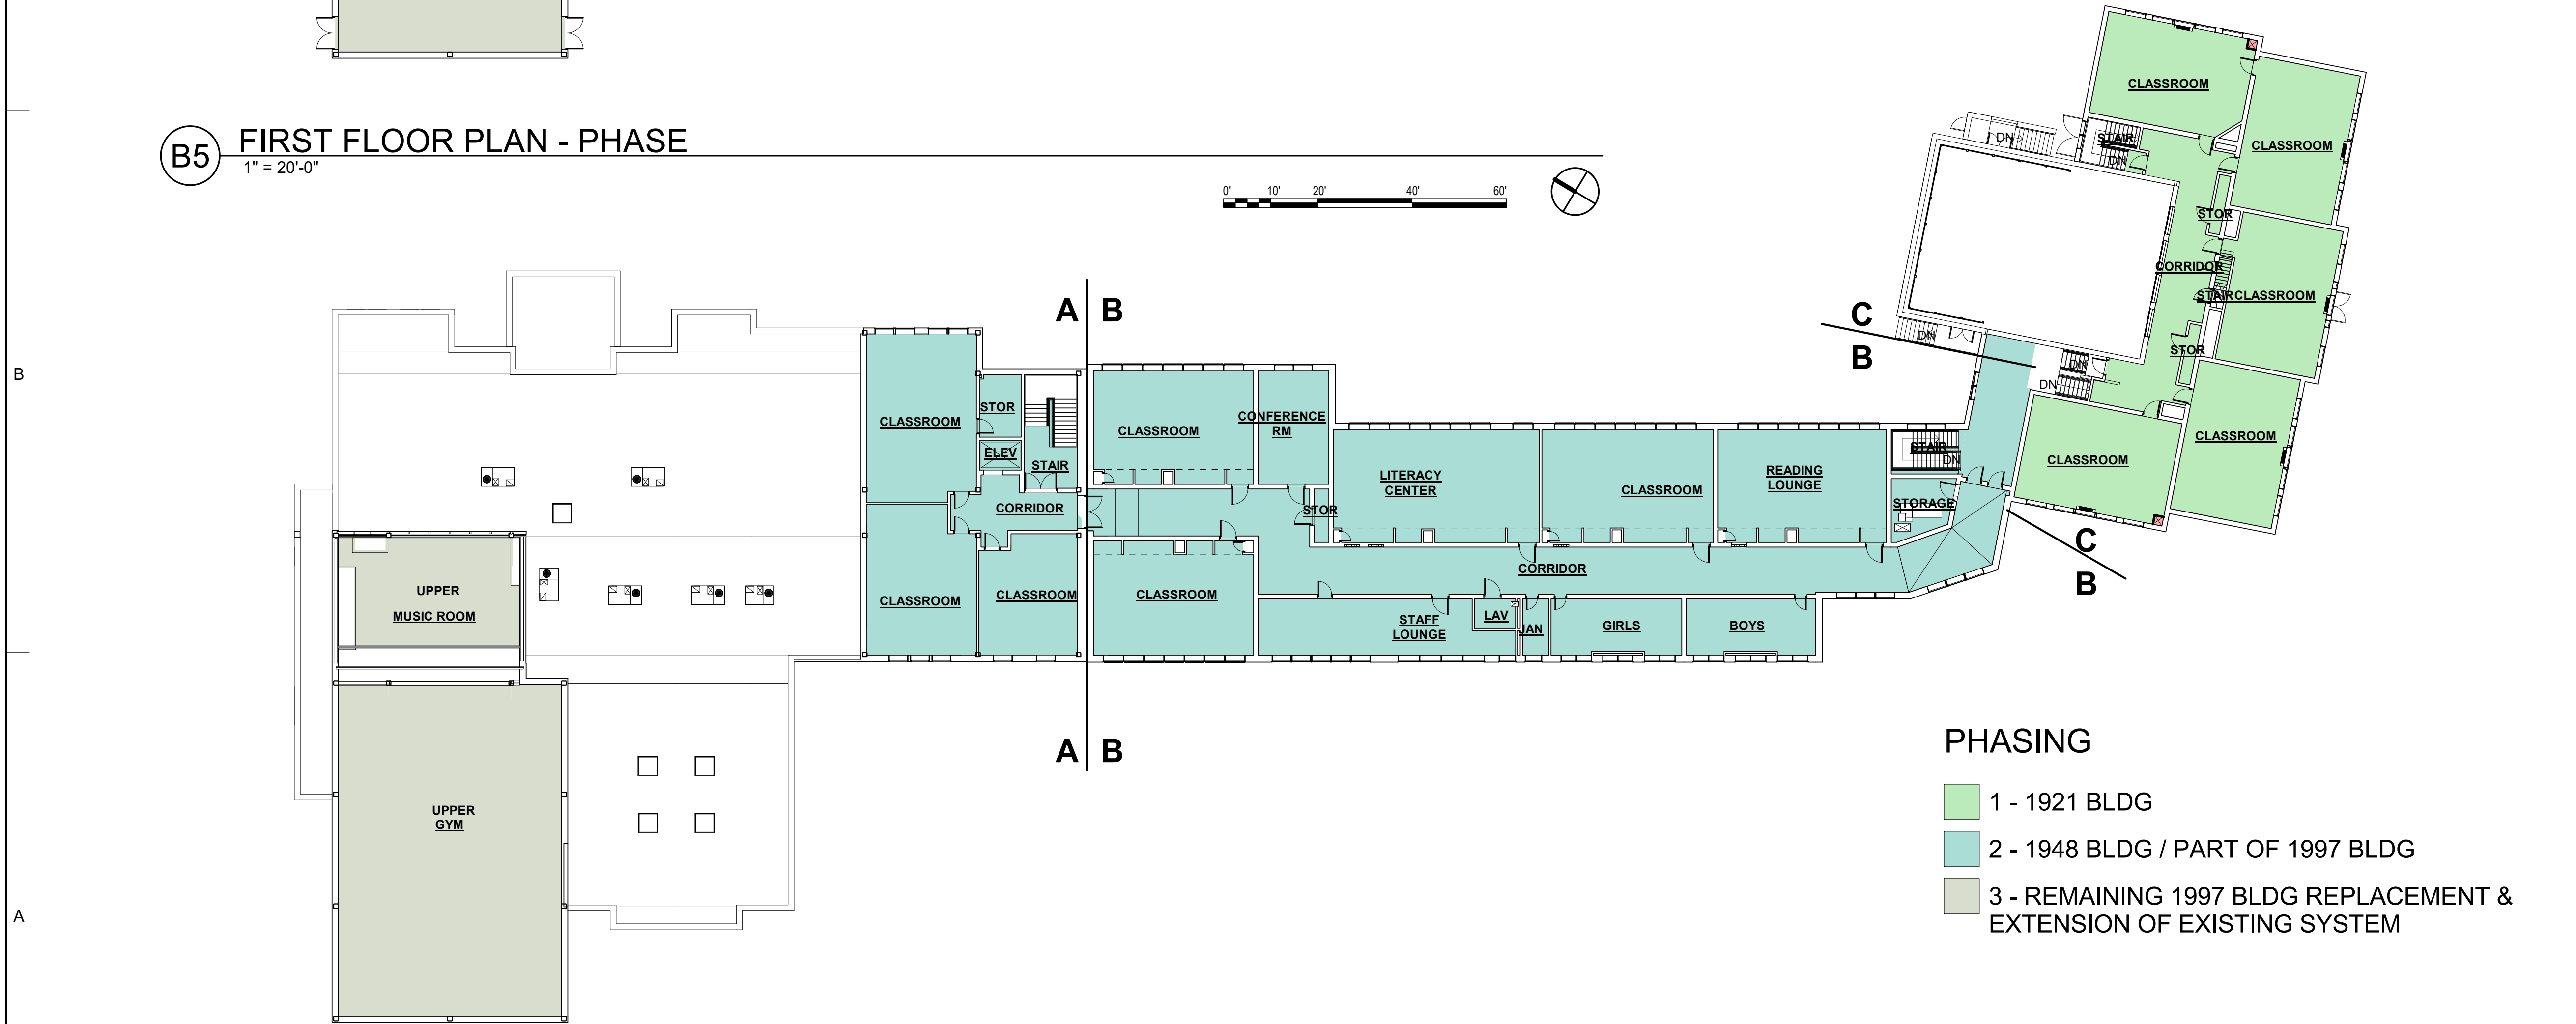 B5
FIRST FLOOR PLAN - PHASE
1" = 20'-0"
0' 10' 20' 40' 60'
CLASSROOM
CLASSROOM
DN
STAIR
DN
STOR
CORRIDOR
STAIR
CLASSROOM
STOR
DN
DN
DN
CLASSROOM
CLASSROOM
C
B
A B
B
CLASSROOM
STOR
ELEV
STAIR
CORRIDOR
CLASSROOM
CLASSROOM
CLASSROOM
CONFERENCE
RM
STOR
LITERACY
CENTER
CLASSROOM
READING
LOUNGE
STAIR
DN
STORAGE
CORRIDOR
CLASSROOM
STAFF
LOUNGE
LAV
JAN
GIRLS
BOYS
C
B
UPPER
MUSIC ROOM
UPPER
GYM
A B
A
PHASING
1 - 1921 BLDG
2 - 1948 BLDG / PART OF 1997 BLDG
3 - REMAINING 1997 BLDG REPLACEMENT &
EXTENSION OF EXISTING SYSTEM